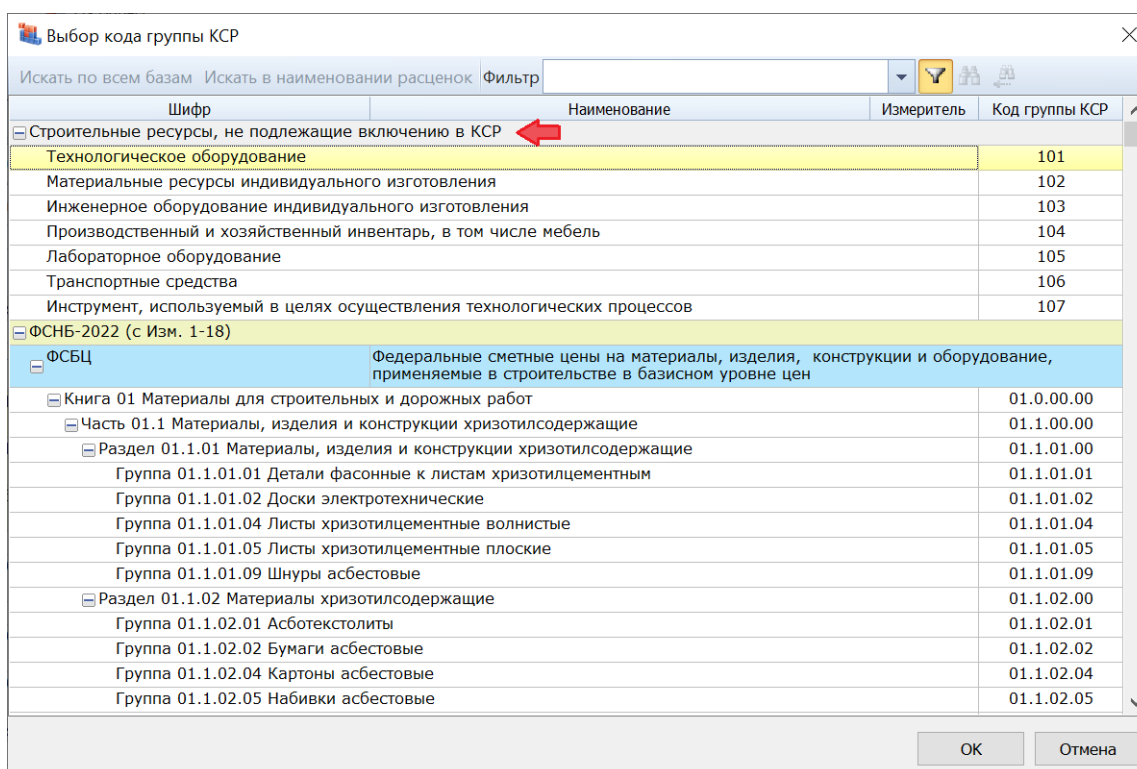 Выбор кода группы КСР
Искать по всем базам Искать в наименовании расценок Фильтр
Шифр Наименование Измеритель Код группы КСР
Строительные ресурсы, не подлежащие включению в КСР
Технологическое оборудование 101
Материальные ресурсы индивидуального изготовления 102
Инженерное оборудование индивидуального изготовления 103
Производственный и хозяйственный инвентарь, в том числе мебель 104
Лабораторное оборудование 105
Транспортные средства 106
Инструмент, используемый в целях осуществления технологических процессов 107
ФСНБ-2022 (с Изм. 1-18)
ФСБЦ Федеральные сметные цены на материалы, изделия, конструкции и оборудование,
применяемые в строительстве в базисном уровне цен
Книга 01 Материалы для строительных и дорожных работ 01.0.00.00
Часть 01.1 Материалы, изделия и конструкции хризотилсодержащие 01.1.00.00
Раздел 01.1.01 Материалы, изделия и конструкции хризотилсодержащие 01.1.01.00
Группа 01.1.01.01 Детали фасонные к листам хризотилцементным 01.1.01.01
Группа 01.1.01.02 Доски электротехнические 01.1.01.02
Группа 01.1.01.04 Листы хризотилцементные волнистые 01.1.01.04
Группа 01.1.01.05 Листы хризотилцементные плоские 01.1.01.05
Группа 01.1.01.09 Шнуры асбестовые 01.1.01.09
Раздел 01.1.02 Материалы хризотилсодержащие 01.1.02.00
Группа 01.1.02.01 Асботекстолиты 01.1.02.01
Группа 01.1.02.02 Бумаги асбестовые 01.1.02.02
Группа 01.1.02.04 Картоны асбестовые 01.1.02.04
Группа 01.1.02.05 Набивки асбестовые 01.1.02.05
OK Отмена